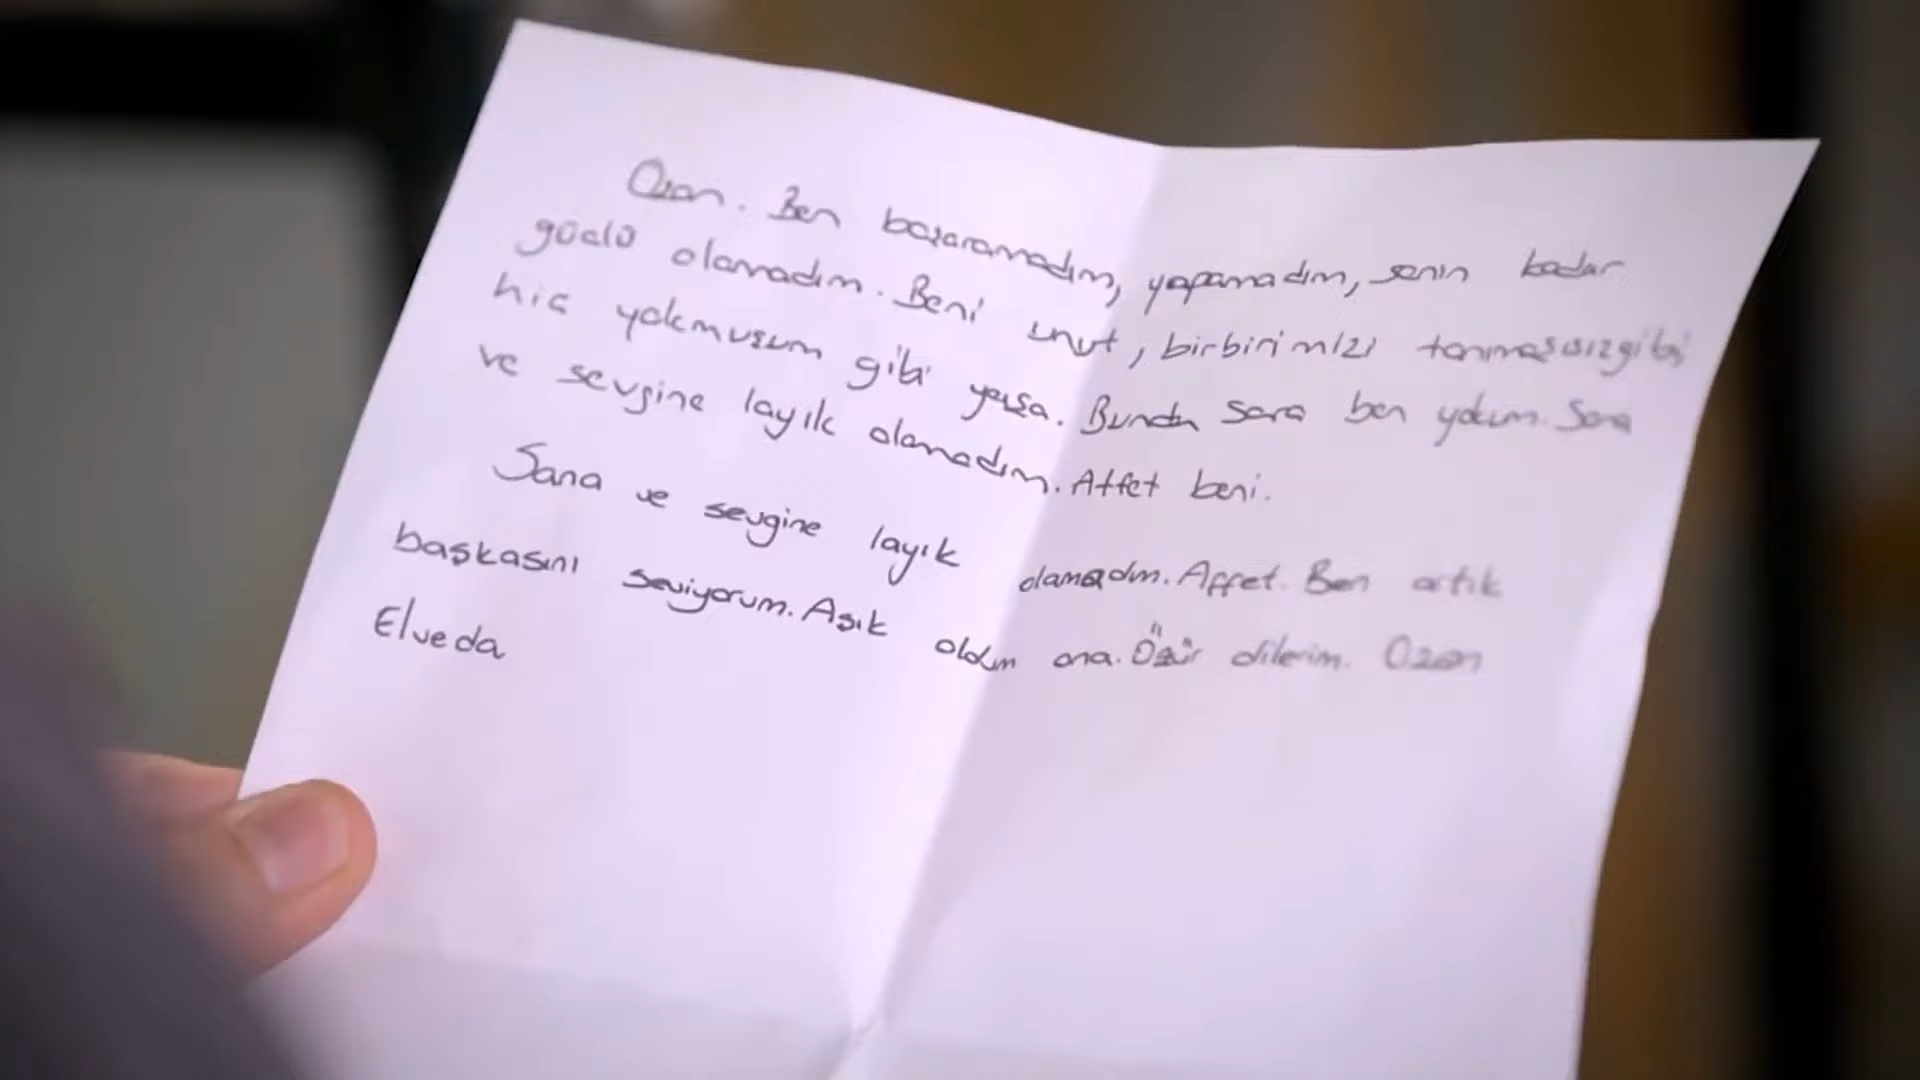 Ozan. Ben başaramadım, yapamadım, senin kadar
güçlü olamadım. Beni unut, birbirimizi tanımamışız gibi
hiç yokmuşum gibi yaşa. Bundan sonra ben yokum. Sana
ve sevgine layık olamadım. Affet beni.
Sana ve sevgine layık olamadım. Affet. Ben artık
başkasını seviyorum. Aşık oldum ona. Özür dilerim. Ozan
Elveda